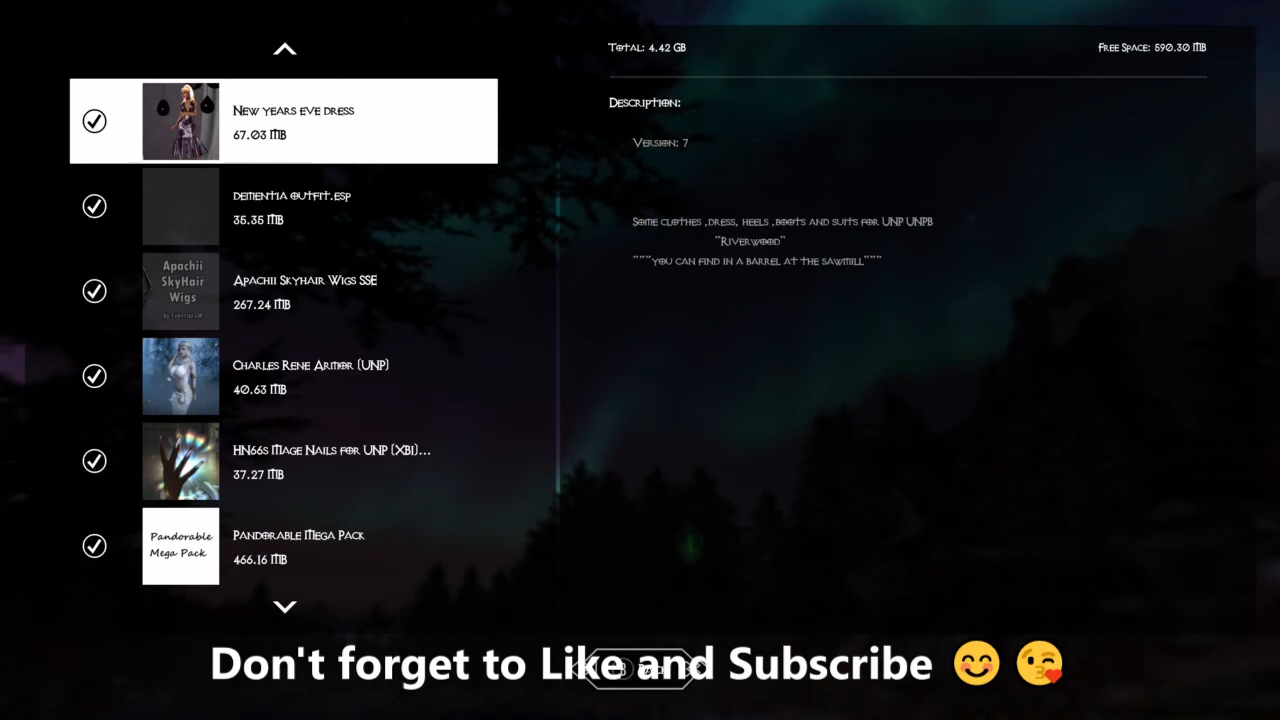 Total: 4.42 GB
Free Space: 590.30 MB
New years eve dress
67.03 MB
Description:
Version: 7
dementia outfit.esp
35.35 MB
Some clothes ,dress, heels ,boots and suits for UNP UNPB
"Riverwood"
"""you can find in a barrel at the sawmill"""
Apachii
SkyHair
Wigs
Apachii Skyhair Wigs SSE
267.24 MB
Charles Rene Armor (UNP)
40.63 MB
HN66s Mage Nails for UNP (XB1)...
37.27 MB
Pandorable
Mega Pack
Pandorable Mega Pack
466.16 MB
Don't forget to Like and Subscribe 😊 😘